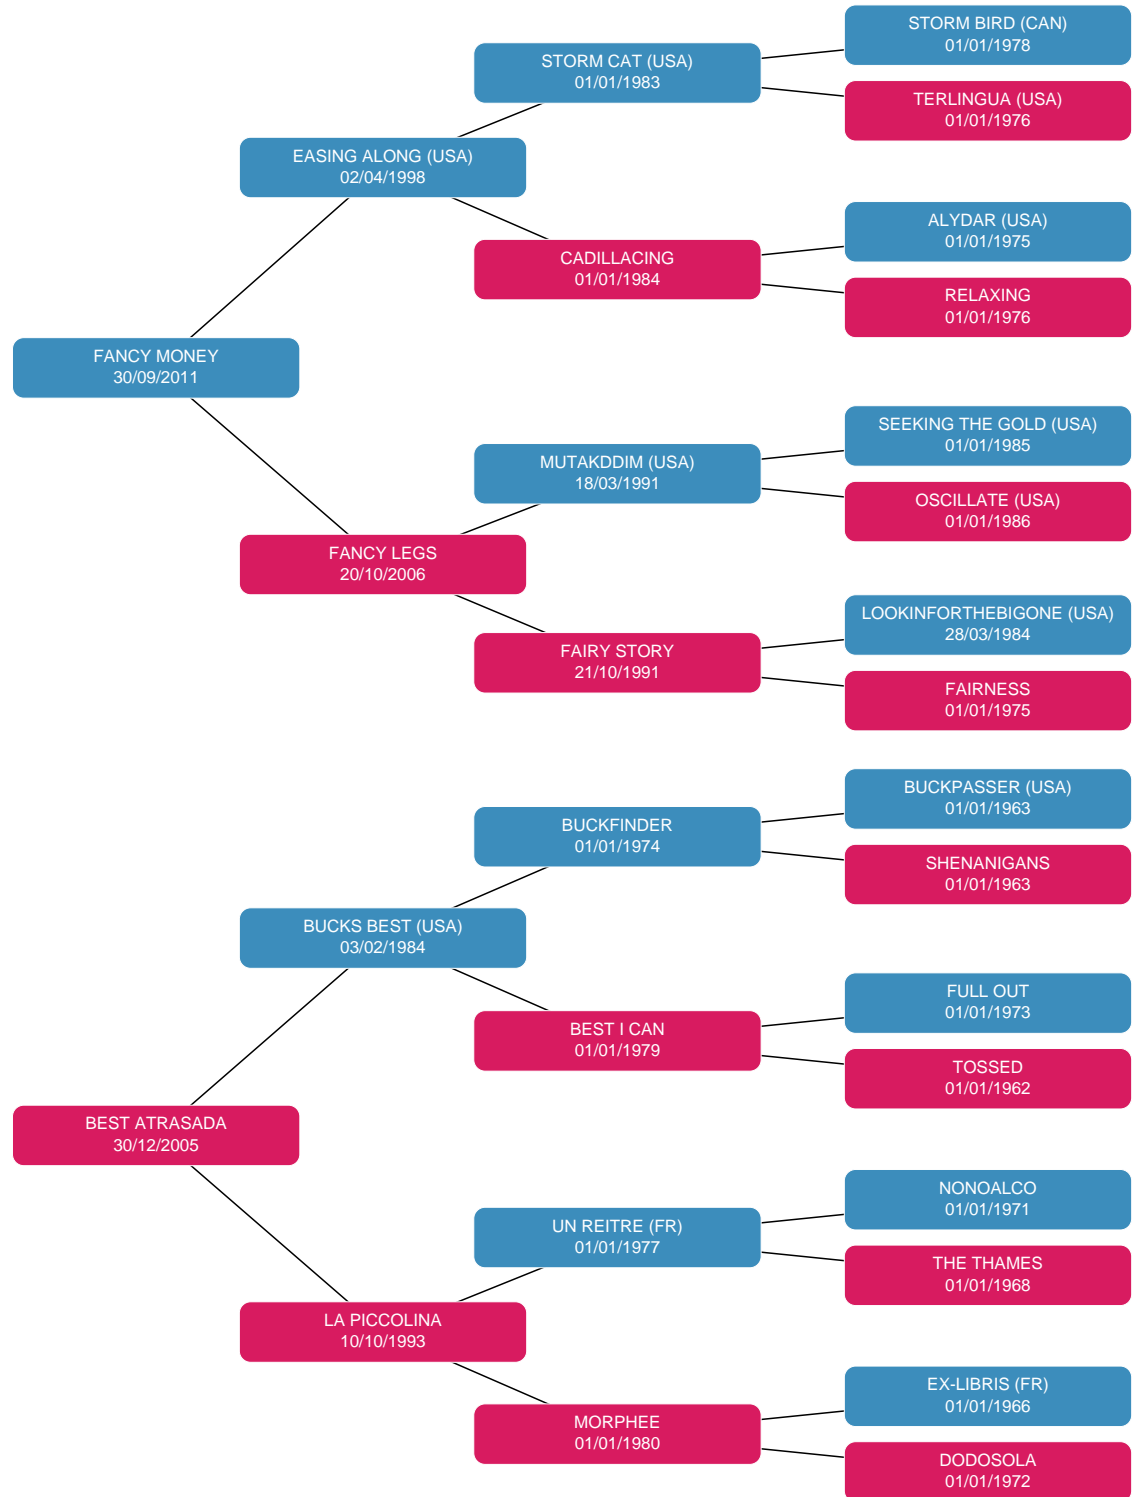 STORM BIRD (CAN)
01/01/1978
STORM CAT (USA)
01/01/1983
TERLINGUA (USA)
01/01/1976
EASING ALONG (USA)
02/04/1998
ALYDAR (USA)
01/01/1975
CADILLACING
01/01/1984
RELAXING
01/01/1976
FANCY MONEY
30/09/2011
SEEKING THE GOLD (USA)
01/01/1985
MUTAKDDIM (USA)
18/03/1991
OSCILLATE (USA)
01/01/1986
FANCY LEGS
20/10/2006
LOOKINFORTHEBIGONE (USA)
28/03/1984
FAIRY STORY
21/10/1991
FAIRNESS
01/01/1975
BUCKPASSER (USA)
01/01/1963
BUCKFINDER
01/01/1974
SHENANIGANS
01/01/1963
BUCKS BEST (USA)
03/02/1984
FULL OUT
01/01/1973
BEST I CAN
01/01/1979
TOSSED
01/01/1962
BEST ATRASADA
30/12/2005
NONOALCO
01/01/1971
UN REITRE (FR)
01/01/1977
THE THAMES
01/01/1968
LA PICCOLINA
10/10/1993
EX-LIBRIS (FR)
01/01/1966
MORPHEE
01/01/1980
DODOSOLA
01/01/1972